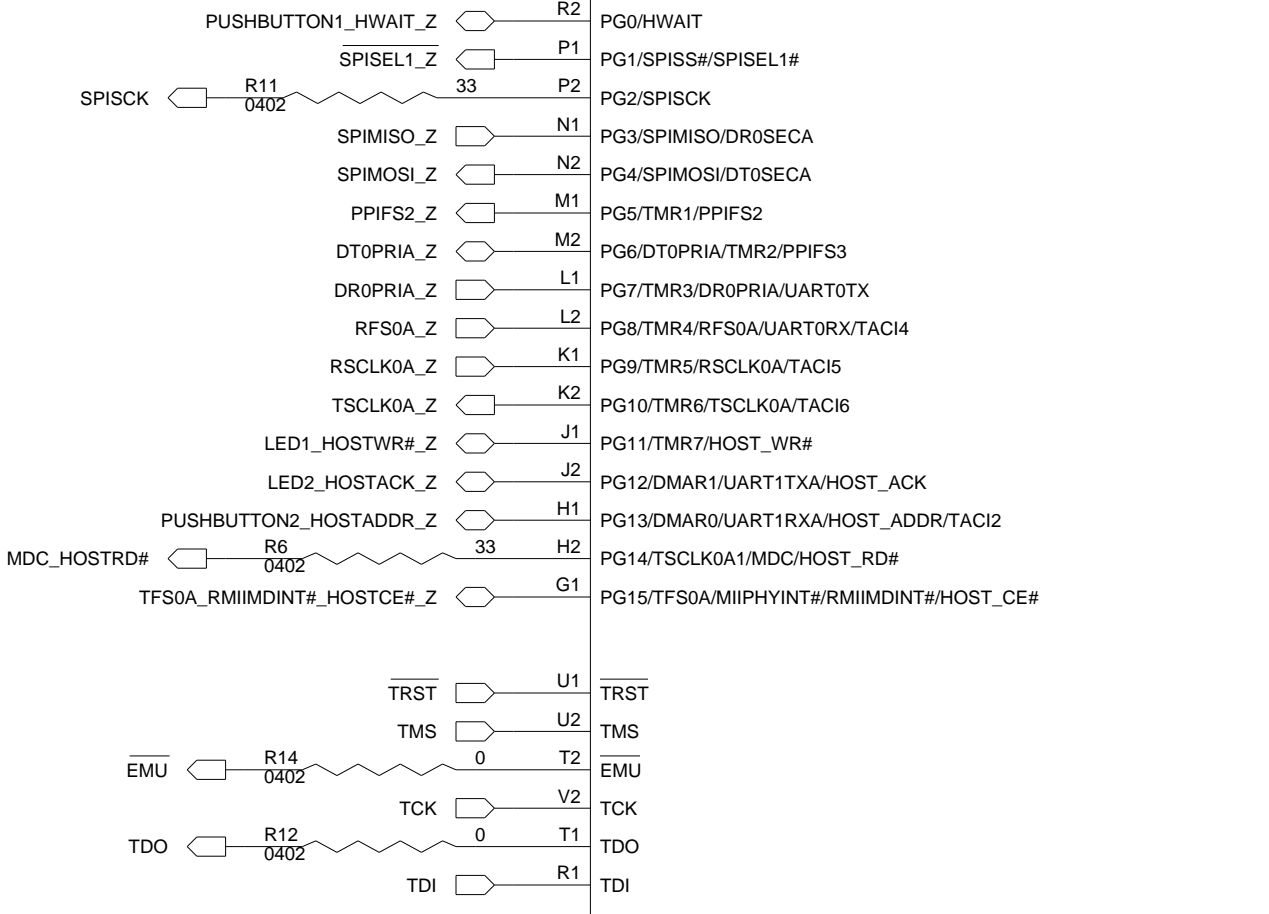 PUSHBUTTON1_HWAIT_Z R2 PG0/HWAIT
SPISEL1_Z P1 PG1/SPISS#/SPISEL1#
SPISCK R11 0402 33 P2 PG2/SPISCK
SPIMISO_Z N1 PG3/SPIMISO/DR0SECA
SPIMOSI_Z N2 PG4/SPIMOSI/DT0SECA
PPIFS2_Z M1 PG5/TMR1/PPIFS2
DT0PRIA_Z M2 PG6/DT0PRIA/TMR2/PPIFS3
DR0PRIA_Z L1 PG7/TMR3/DR0PRIA/UART0TX
RFS0A_Z L2 PG8/TMR4/RFS0A/UART0RX/TACI4
RSCLK0A_Z K1 PG9/TMR5/RSCLK0A/TACI5
TSCLK0A_Z K2 PG10/TMR6/TSCLK0A/TACI6
LED1_HOSTWR#_Z J1 PG11/TMR7/HOST_WR#
LED2_HOSTACK_Z J2 PG12/DMAR1/UART1TXA/HOST_ACK
PUSHBUTTON2_HOSTADDR_Z H1 PG13/DMAR0/UART1RXA/HOST_ADDR/TACI2
MDC_HOSTRD# R6 0402 33 H2 PG14/TSCLK0A1/MDC/HOST_RD#
TFS0A_RMIIMDINT#_HOSTCE#_Z G1 PG15/TFS0A/MIIPHYINT#/RMIIMDINT#/HOST_CE#
TRST U1 TRST
TMS U2 TMS
EMU R14 0402 0 T2 EMU
TCK V2 TCK
TDO R12 0402 0 T1 TDO
TDI R1 TDI